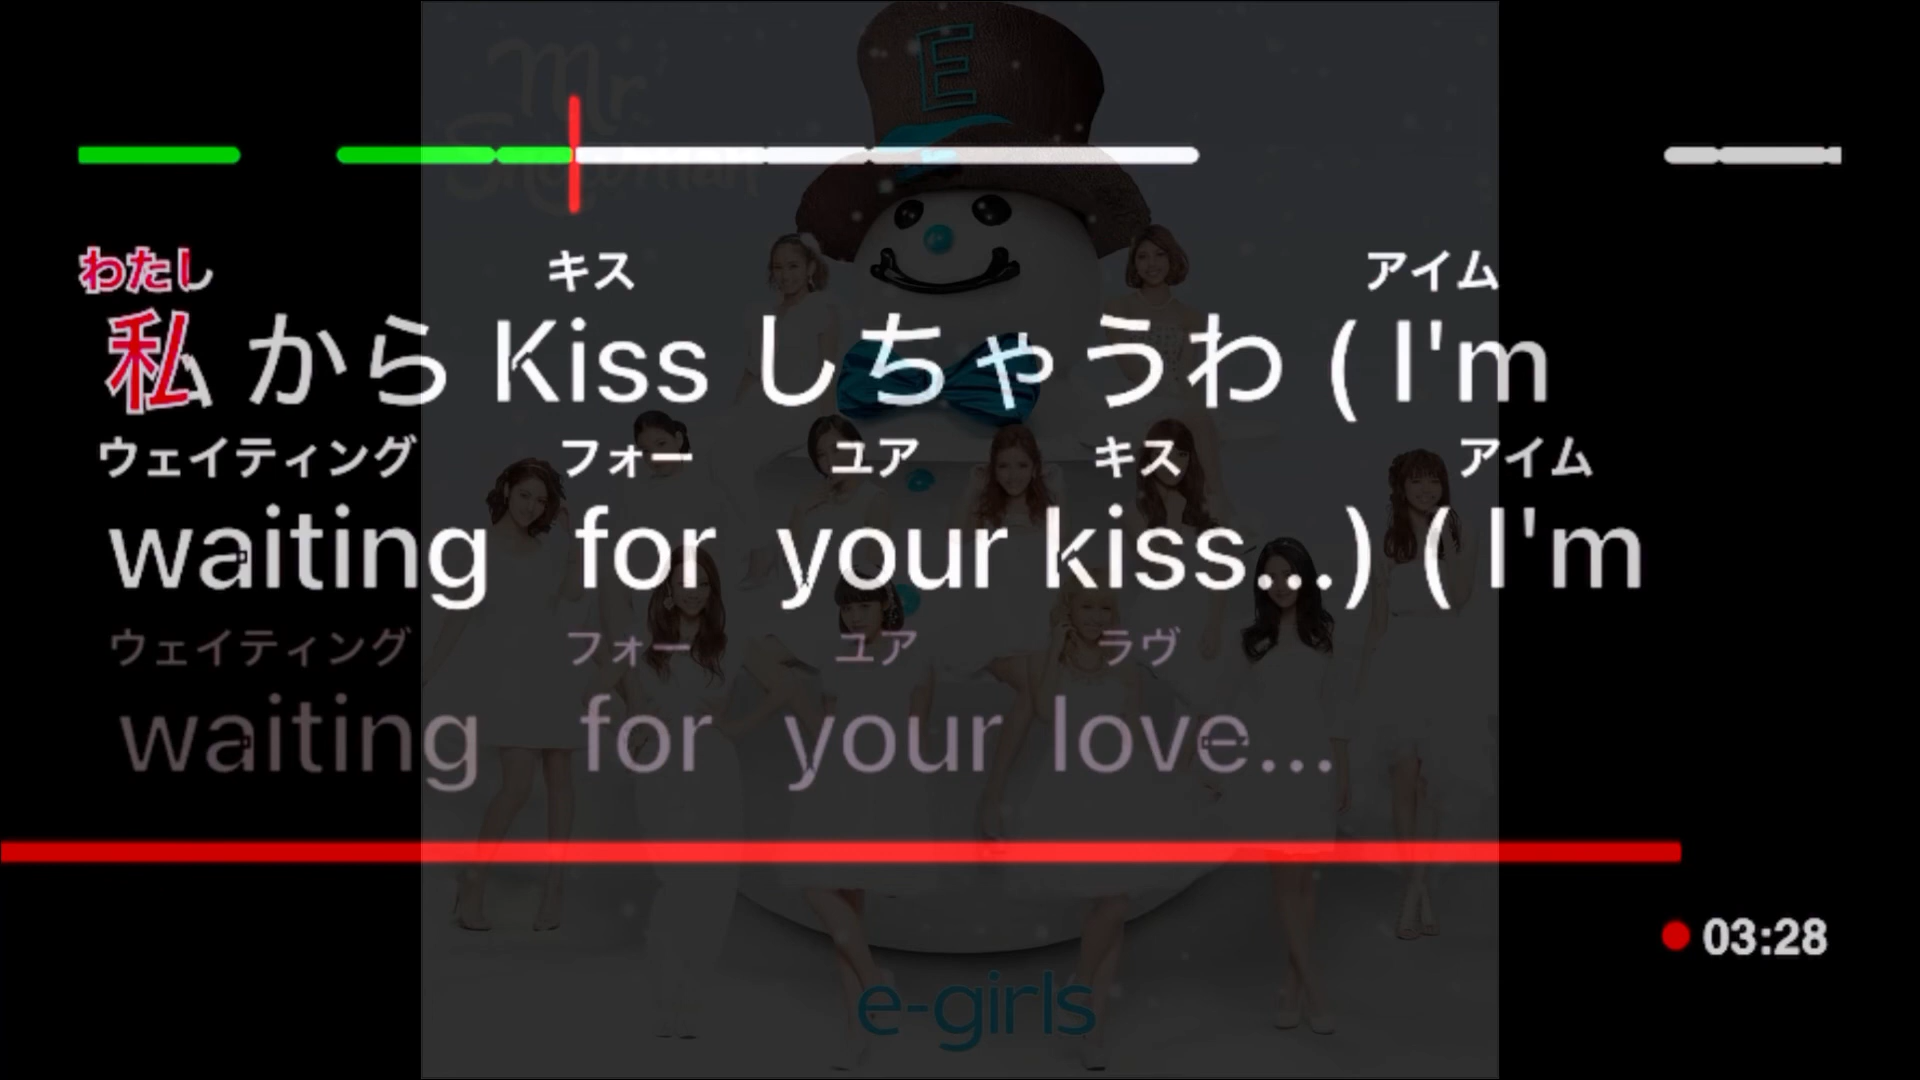 Mr.
Snowman
E
わたし キス アイム
私 から Kiss しちゃうわ ( I'm
ウェイティング フォー ユア キス アイム
waiting for your kiss...) ( I'm
ウェイティング フォー ユア ラヴ
waiting for your love...
03:28
e-girls